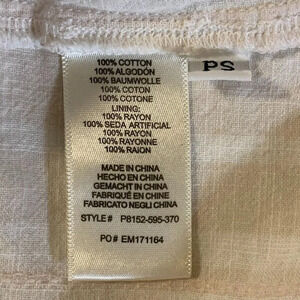 100% COTTON
100% ALGODÓN
100% BAUMWOLLE
100% COTON
100% COTONE
LINING:
100% RAYON
100% SEDA ARTIFICIAL
100% RAYON
100% RAYONNE
100% RAION
MADE IN CHINA
HECHO EN CHINA
GEMACHT IN CHINA
FABRIQUÉ EN CHINE
FABRICATO NEGLI CHINA
STYLE# P8152-595-370
PO# EM171164
PS